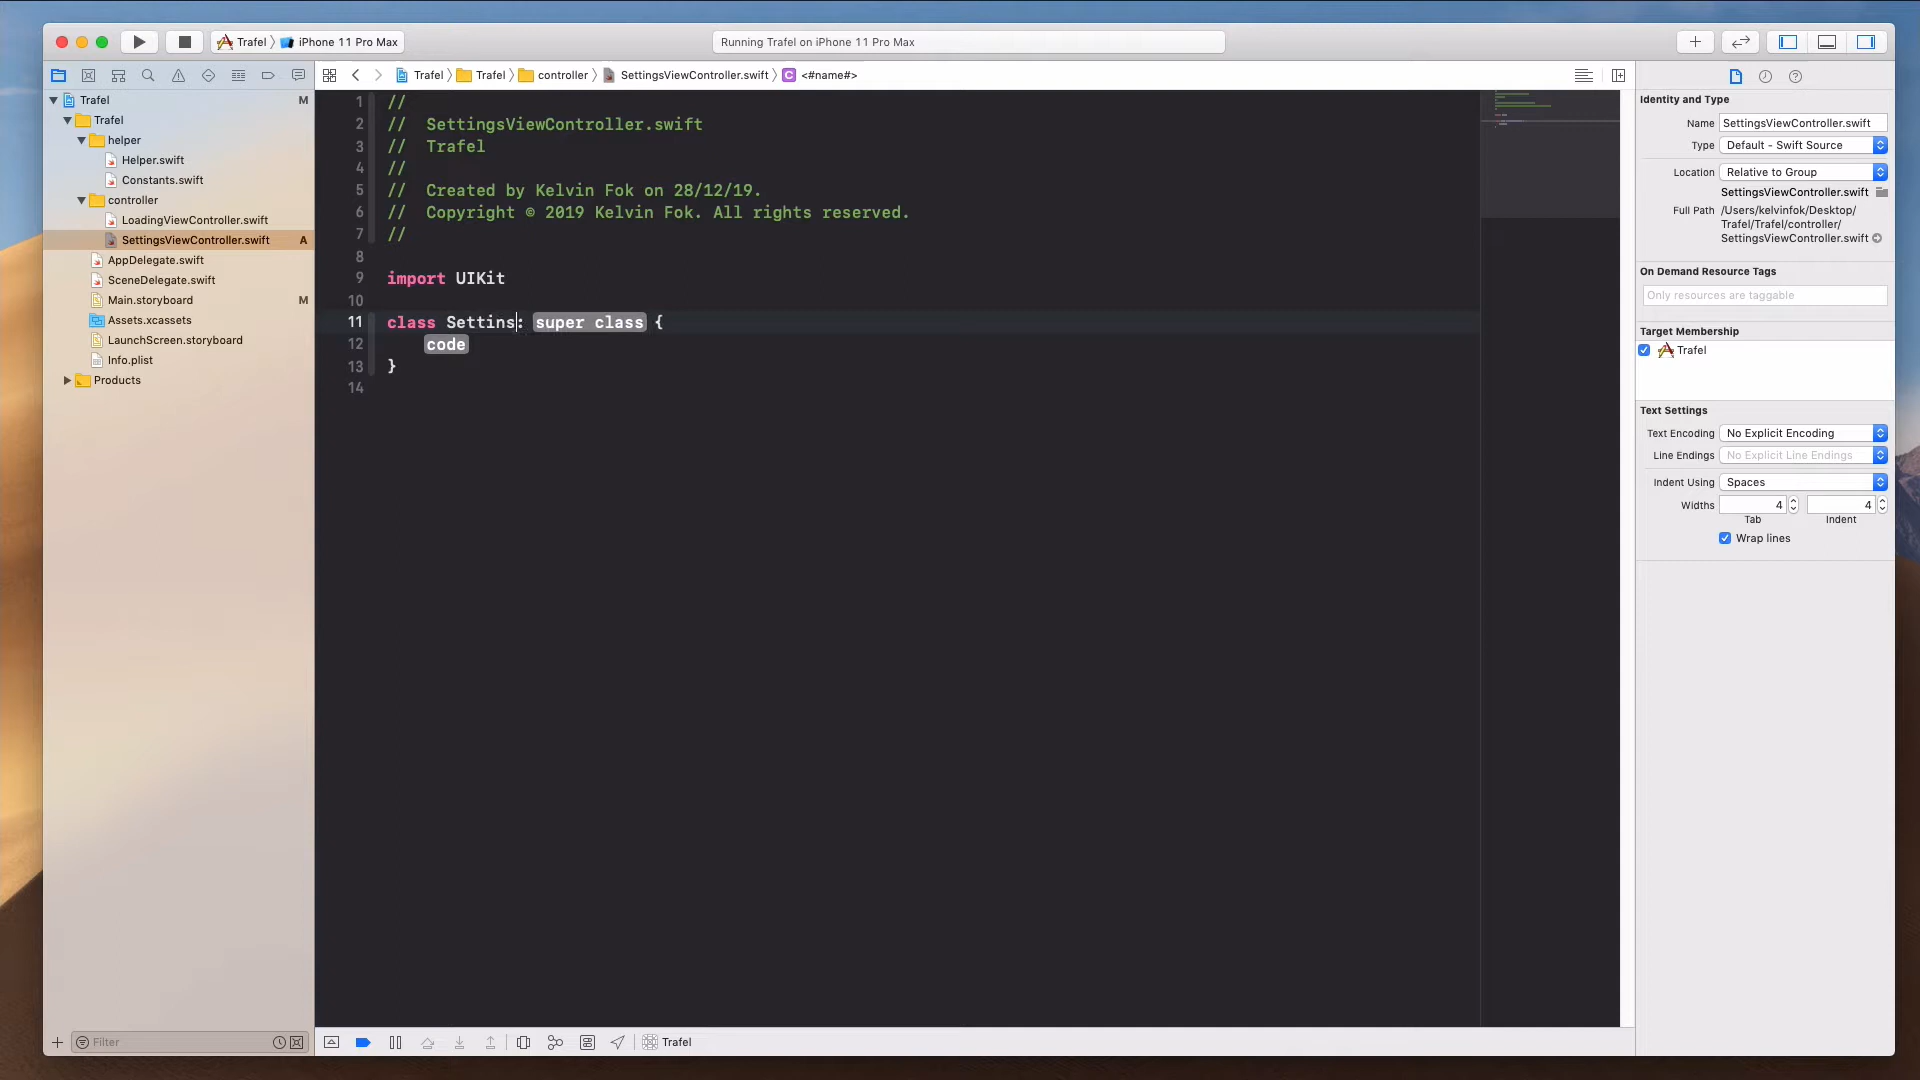 Trafel
iPhone 11 Pro Max
Running Trafel on iPhone 11 Pro Max
Trafel
Trafel
controller
SettingsViewController.swift
C
<#name#>
Trafel
M
Trafel
helper
Helper.swift
Constants.swift
controller
LoadingViewController.swift
SettingsViewController.swift
A
AppDelegate.swift
SceneDelegate.swift
Main.storyboard
M
Assets.xcassets
LaunchScreen.storyboard
Info.plist
Products
Filter
1 //
2 // SettingsViewController.swift
3 // Trafel
4 //
5 // Created by Kelvin Fok on 28/12/19.
6 // Copyright © 2019 Kelvin Fok. All rights reserved.
7 //
8
9 import UIKit
10
11 class Settins: super class {
12 code
13 }
14
Trafel
Identity and Type
Name SettingsViewController.swift
Type Default - Swift Source
Location Relative to Group
SettingsViewController.swift
Full Path /Users/kelvinfok/Desktop/
Trafel/Trafel/controller/
SettingsViewController.swift
On Demand Resource Tags
Only resources are taggable
Target Membership
Trafel
Text Settings
Text Encoding No Explicit Encoding
Line Endings No Explicit Line Endings
Indent Using Spaces
Widths 4 4
Tab Indent
Wrap lines